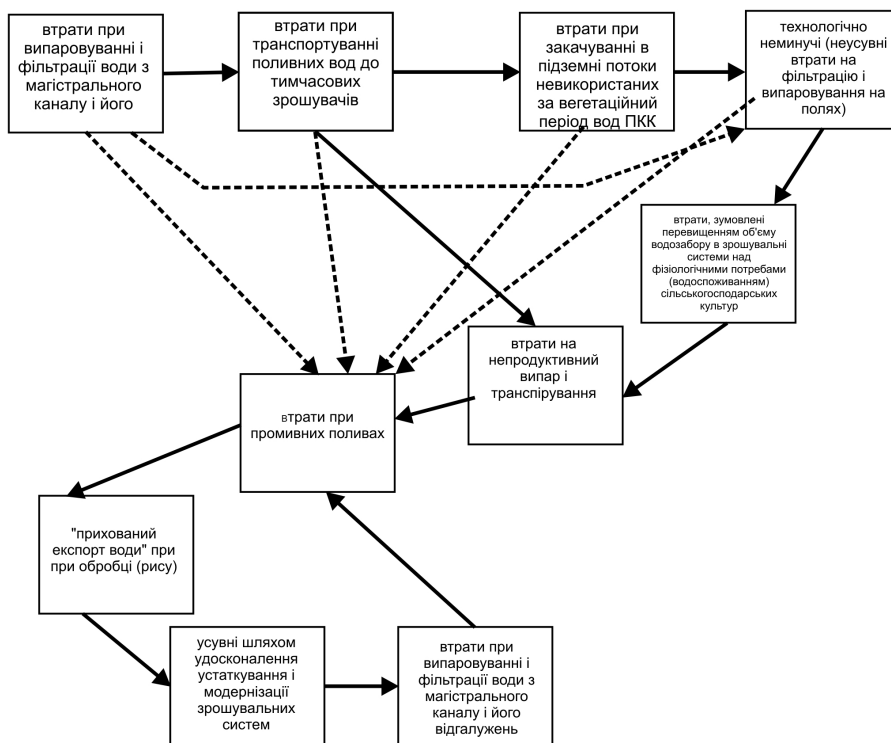 втрати при
випаровуванні і
фільтрації води з
магістрального
каналу і його
втрати при
транспортуванні
поливних вод до
тимчасових
зрошувачів
втрати при
закачуванні в
підземні потоки
невикористаних
за вегетаційний
період вод ПКК
технологічно
неминучі (неусувні
втрати на
фільтрацію і
випаровування на
полях)
втрати, зумовлені
перевищенням об'єму
водозабору в зрошувальні
системи над
фізіологічними потребами
(водоспоживанням)
сільськогосподарських
культур
втрати на
непродуктивний
випар і
транспірування
втрати при
промивних поливах
"прихований
експорт води" при
при обробці (рису)
усувні шляхом
удосконалення
устаткування і
модернізації
зрошувальних
систем
втрати при
випаровуванні і
фільтрації води з
магістрального
каналу і його
відгалужень